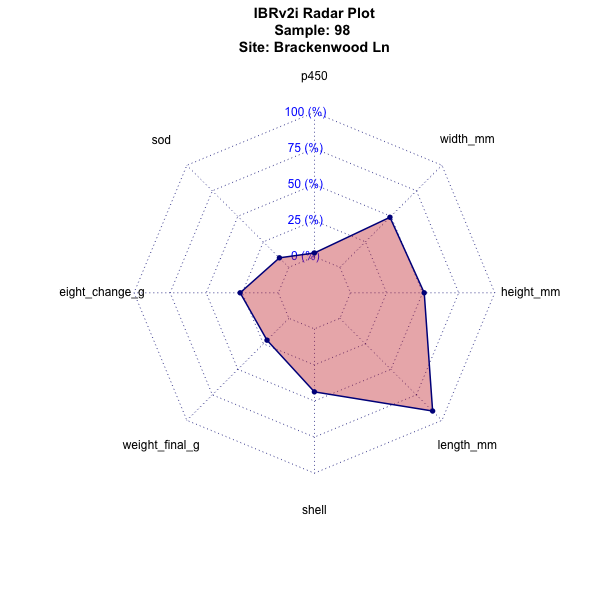 IBRv2i Radar Plot
Sample: 98
Site: Brackenwood Ln
p450
100 (%)
sod
width_mm
75 (%)
50 (%)
25 (%)
0 (%)
eight_change_g
height_mm
weight_final_g
length_mm
shell